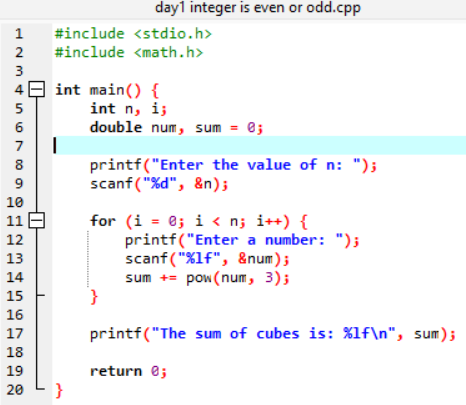 day1 integer is even or odd.cpp
1 #include <stdio.h>
2 #include <math.h>
3
4 int main() {
5     int n, i;
6     double num, sum = 0;
7
8     printf("Enter the value of n: ");
9     scanf("%d", &n);
10
11     for (i = 0; i < n; i++) {
12         printf("Enter a number: ");
13         scanf("%lf", &num);
14         sum += pow(num, 3);
15     }
16
17     printf("The sum of cubes is: %lf\n", sum);
18
19     return 0;
20 }